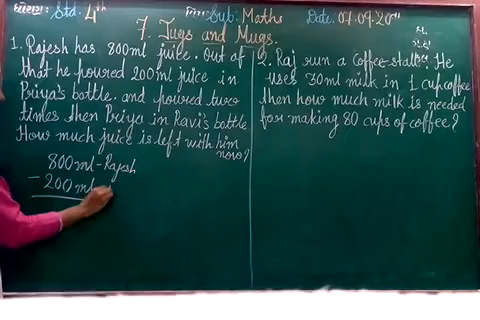 ધોરણ: Std. 4th
વિષય: Sub: Maths
Date: 07.09.20
7. Jugs and Mugs.
1. Rajesh has 800ml juice. Out of
that he poured 200ml juice in
Priya's bottle. and poured two
times then Priya in Ravi's bottle
How much juice is left with him
now?
800ml - Rajesh
- 200ml
2. Raj run a Coffee stall. He
uses 30ml milk in 1 cup coffee
then how much milk is needed
for making 80 cups of coffee?